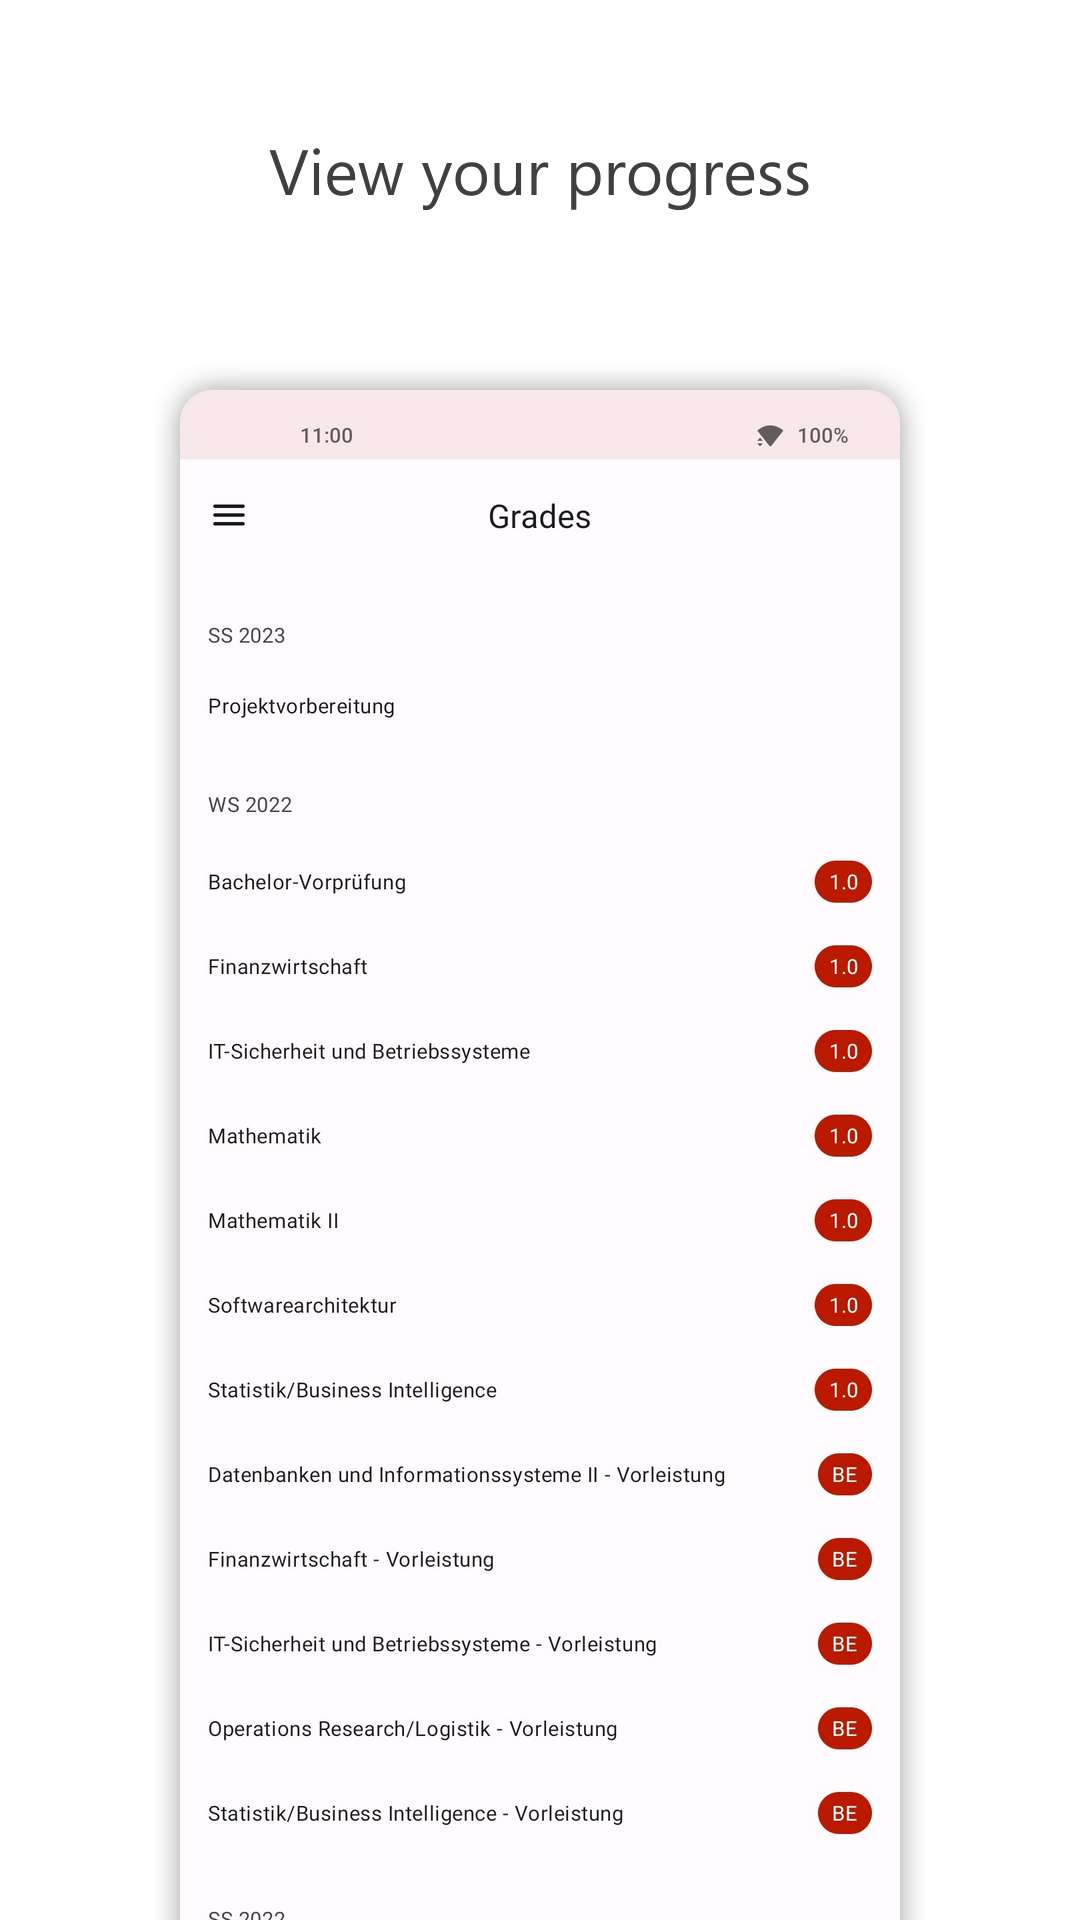 View your progress
11:00
100%
Grades
SS 2023
Projektvorbereitung
WS 2022
Bachelor-Vorprüfung 1.0
Finanzwirtschaft 1.0
IT-Sicherheit und Betriebssysteme 1.0
Mathematik 1.0
Mathematik II 1.0
Softwarearchitektur 1.0
Statistik/Business Intelligence 1.0
Datenbanken und Informationssysteme II - Vorleistung BE
Finanzwirtschaft - Vorleistung BE
IT-Sicherheit und Betriebssysteme - Vorleistung BE
Operations Research/Logistik - Vorleistung BE
Statistik/Business Intelligence - Vorleistung BE
SS 2022